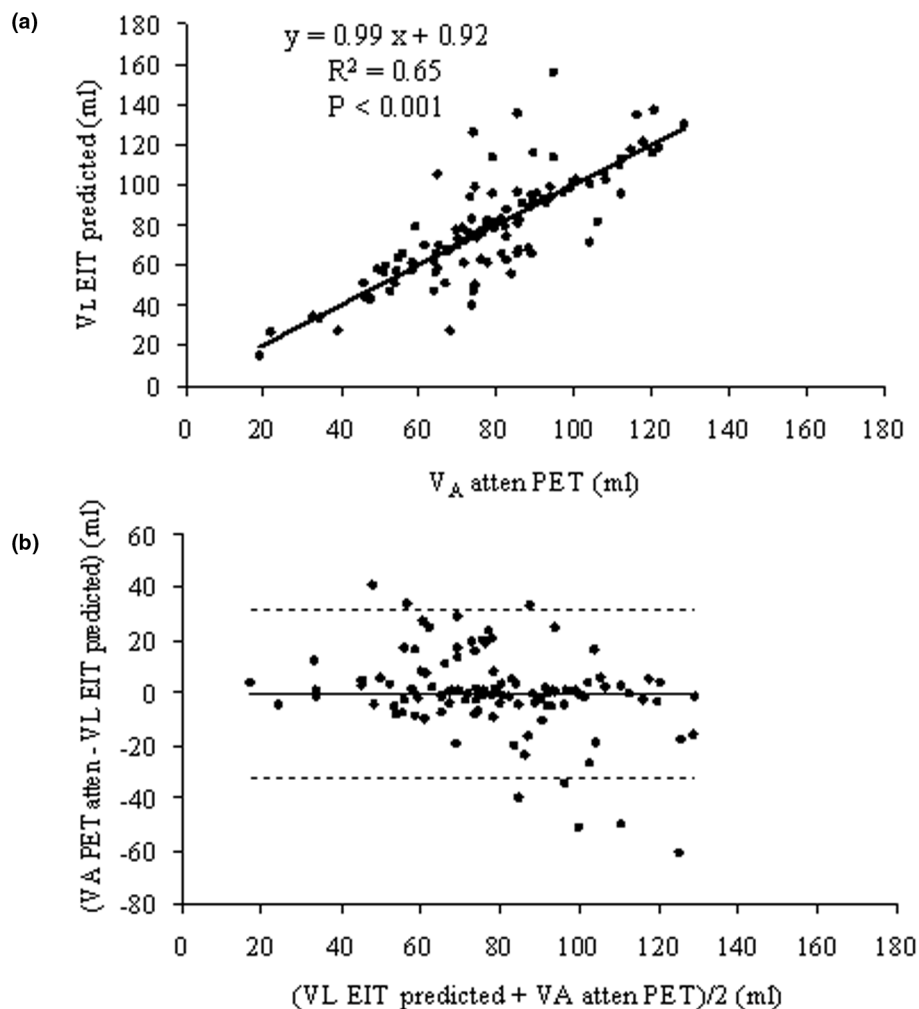 (a)
y = 0.99 x + 0.92
R² = 0.65
P < 0.001
VL EIT predicted (ml)
180
160
140
120
100
80
60
40
20
0
0 20 40 60 80 100 120 140 160 180
VA atten PET (ml)
(b)
(VA PET atten - VL EIT predicted) (ml)
60
40
20
0
-20
-40
-60
-80
0 20 40 60 80 100 120 140 160 180
(VL EIT predicted + VA atten PET)/2 (ml)